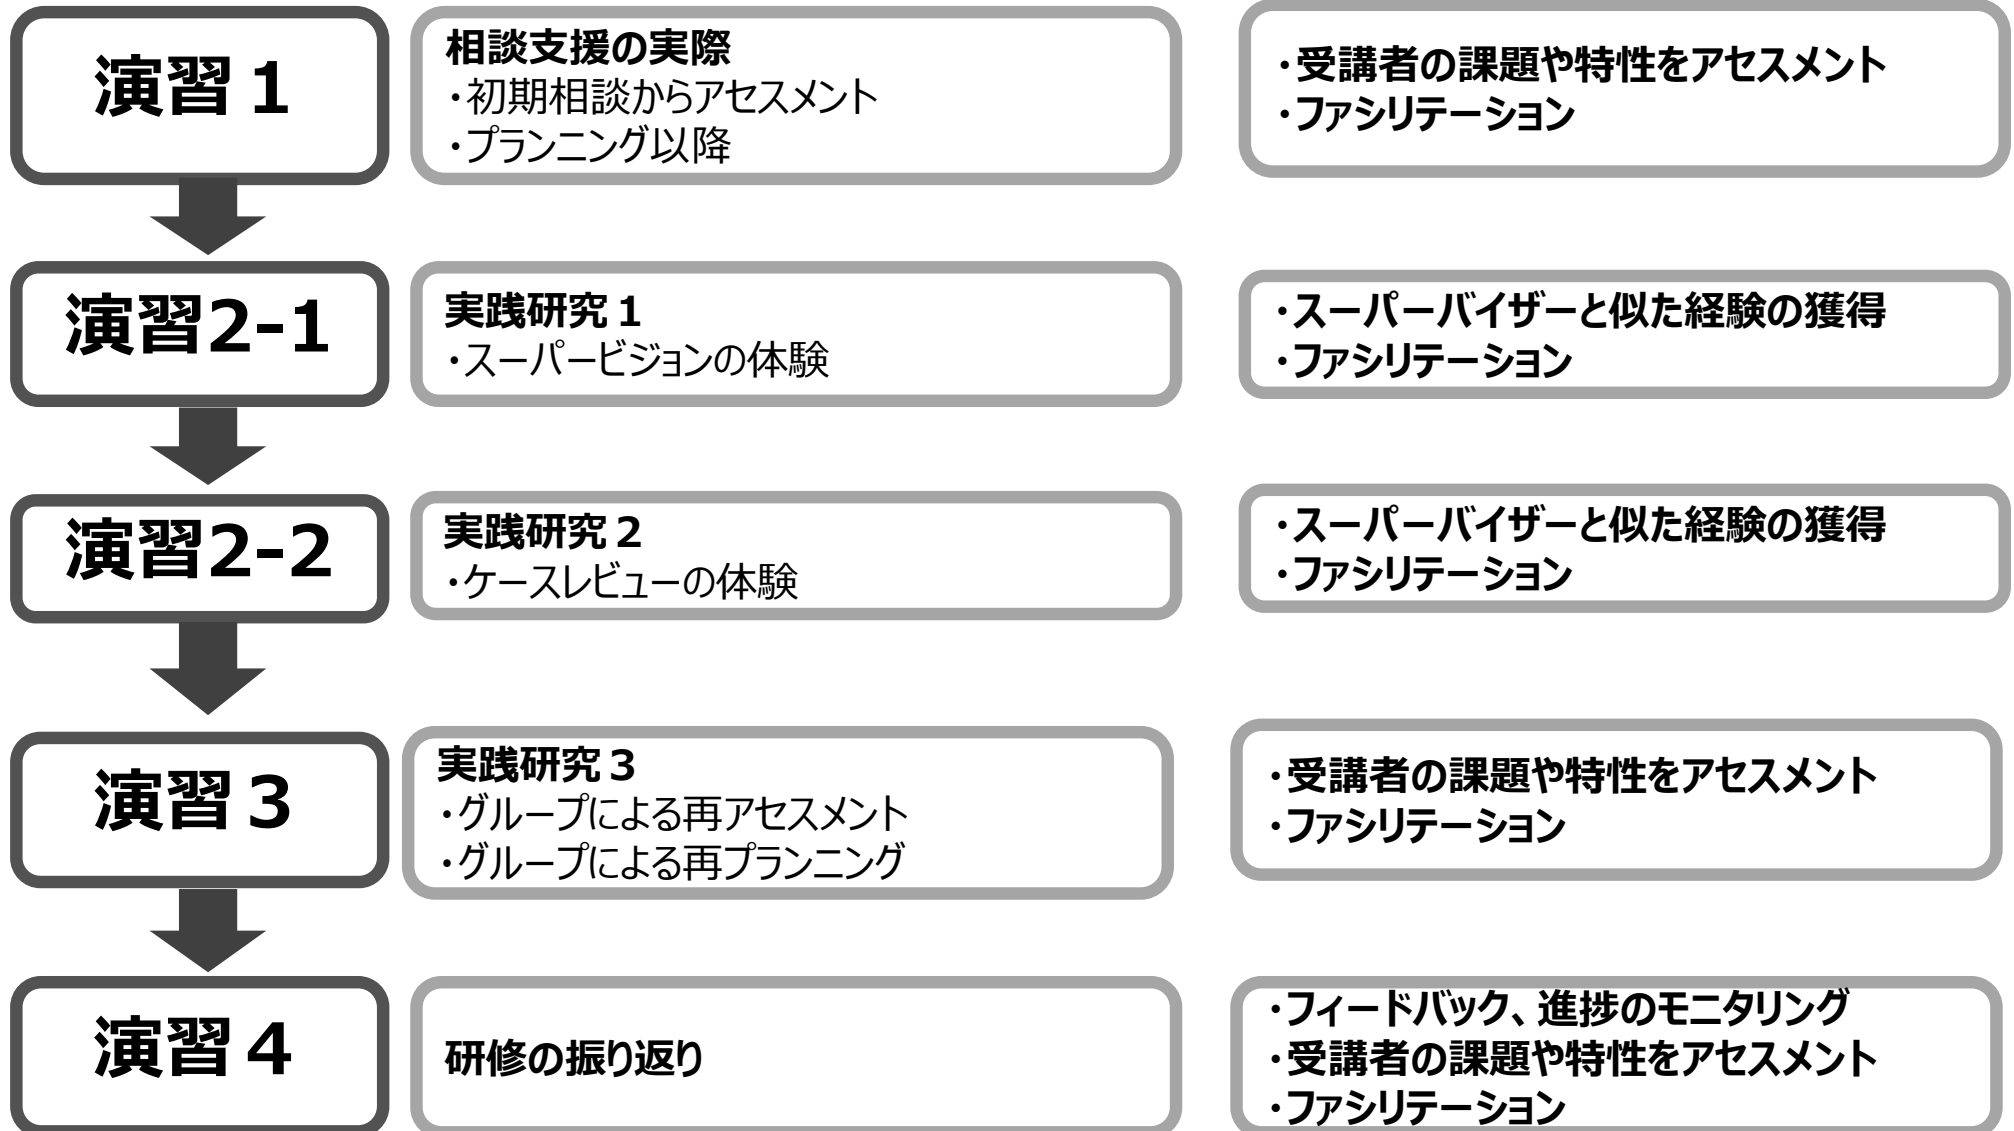 演習１
相談支援の実際
・初期相談からアセスメント
・プランニング以降
・受講者の課題や特性をアセスメント
・ファシリテーション
演習2-1
実践研究１
・スーパービジョンの体験
・スーパーバイザーと似た経験の獲得
・ファシリテーション
演習2-2
実践研究２
・ケースレビューの体験
・スーパーバイザーと似た経験の獲得
・ファシリテーション
演習３
実践研究３
・グループによる再アセスメント
・グループによる再プランニング
・受講者の課題や特性をアセスメント
・ファシリテーション
演習４
研修の振り返り
・フィードバック、進捗のモニタリング
・受講者の課題や特性をアセスメント
・ファシリテーション